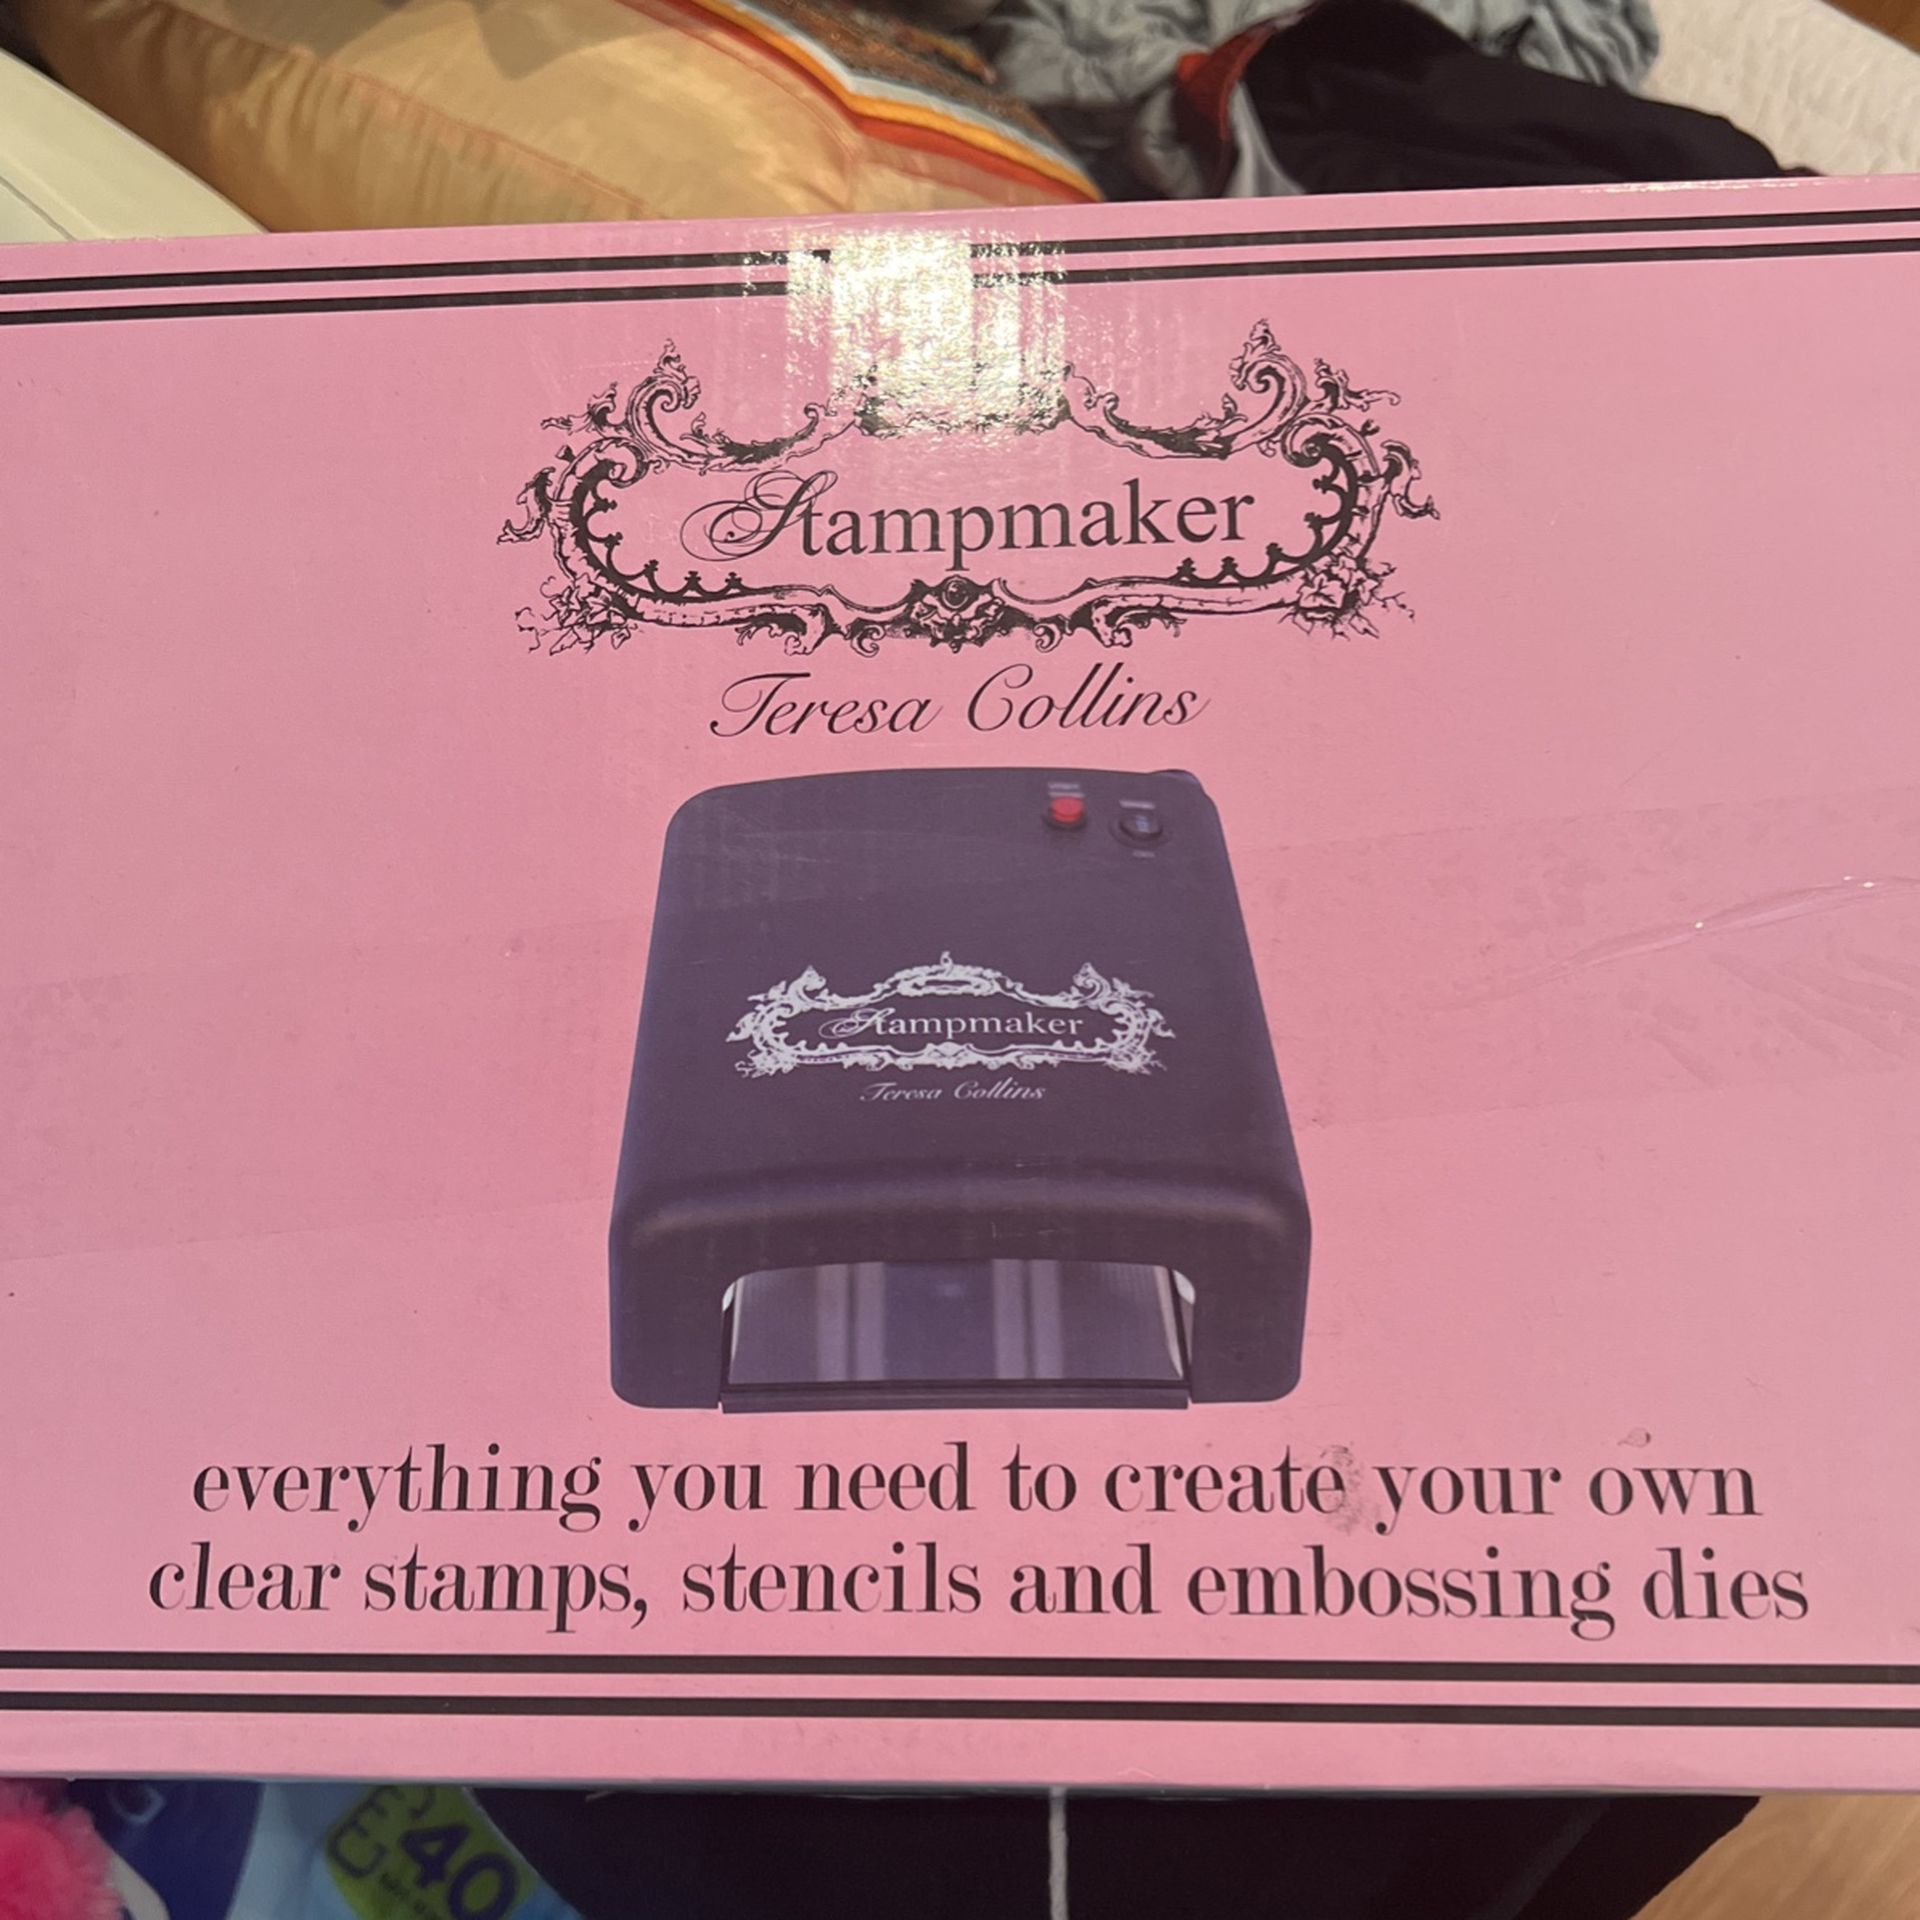 Stampmaker
Teresa Collins
Stampmaker
Teresa Collins
everything you need to create your own
clear stamps, stencils and embossing dies
40